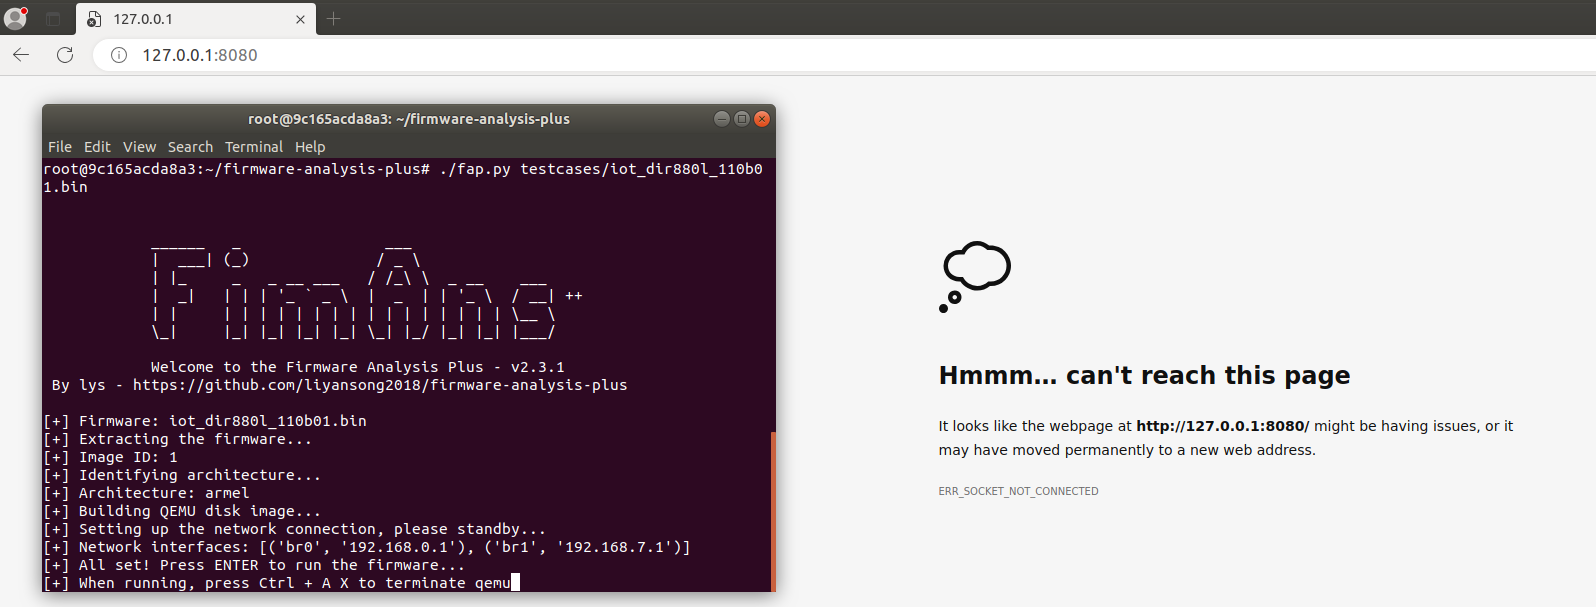 127.0.0.1
127.0.0.1:8080
root@9c165acda8a3: ~/firmware-analysis-plus
File Edit View Search Terminal Help
root@9c165acda8a3:~/firmware-analysis-plus# ./fap.py testcases/iot_dir880l_110b0
1.bin
Welcome to the Firmware Analysis Plus - v2.3.1
By lys - https://github.com/liyansong2018/firmware-analysis-plus
[+] Firmware: iot_dir880l_110b01.bin
[+] Extracting the firmware...
[+] Image ID: 1
[+] Identifying architecture...
[+] Architecture: armel
[+] Building QEMU disk image...
[+] Setting up the network connection, please standby...
[+] Network interfaces: [('br0', '192.168.0.1'), ('br1', '192.168.7.1')]
[+] All set! Press ENTER to run the firmware...
[+] When running, press Ctrl + A X to terminate qemu
Hmmm... can't reach this page
It looks like the webpage at http://127.0.0.1:8080/ might be having issues, or it
may have moved permanently to a new web address.
ERR_SOCKET_NOT_CONNECTED